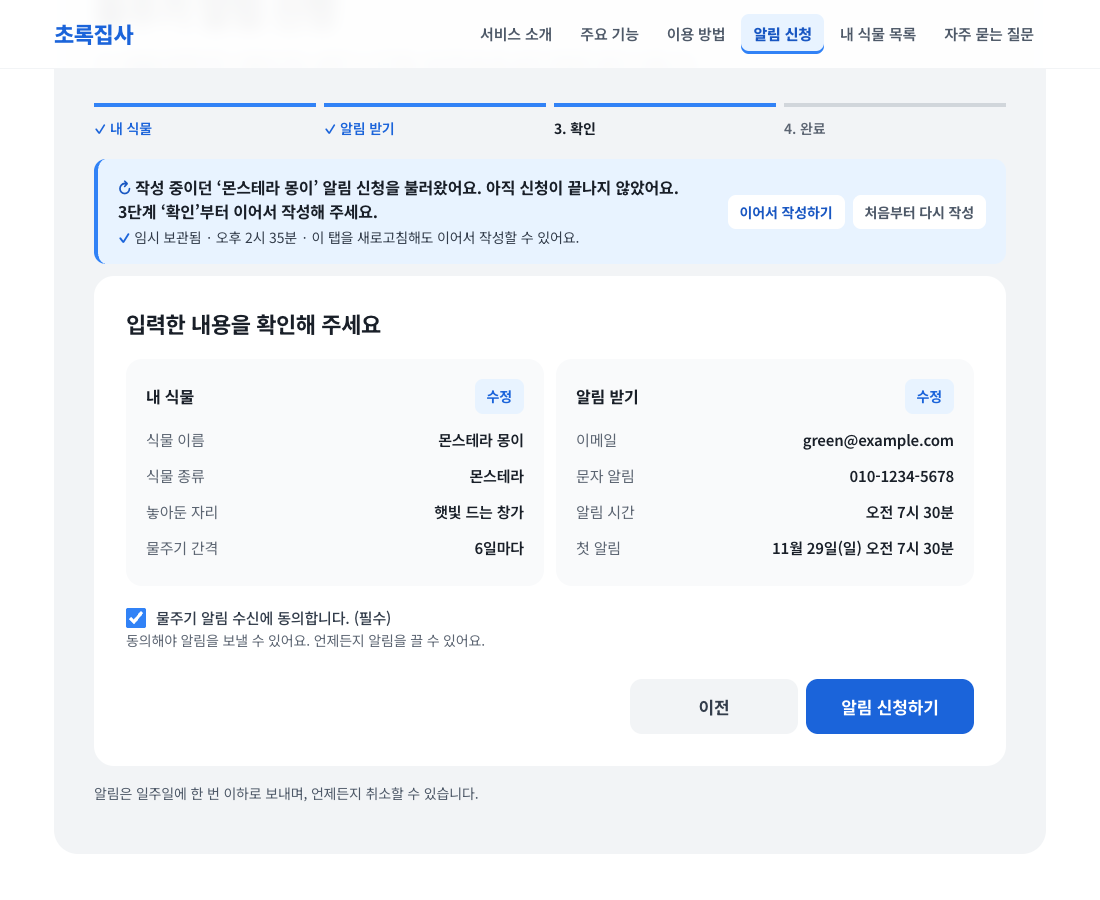 초록집사
서비스 소개
주요 기능
이용 방법
알림 신청
내 식물 목록
자주 묻는 질문
✓ 내 식물
✓ 알림 받기
3. 확인
4. 완료
↻ 작성 중이던 ‘몬스테라 몽이’ 알림 신청을 불러왔어요. 아직 신청이 끝나지 않았어요.
3단계 ‘확인’부터 이어서 작성해 주세요.
✓ 임시 보관됨 · 오후 2시 35분 · 이 탭을 새로고침해도 이어서 작성할 수 있어요.
이어서 작성하기
처음부터 다시 작성
입력한 내용을 확인해 주세요
내 식물
수정
식물 이름
몬스테라 몽이
식물 종류
몬스테라
놓아둔 자리
햇빛 드는 창가
물주기 간격
6일마다
알림 받기
수정
이메일
green@example.com
문자 알림
010-1234-5678
알림 시간
오전 7시 30분
첫 알림
11월 29일(일) 오전 7시 30분
물주기 알림 수신에 동의합니다. (필수)
동의해야 알림을 보낼 수 있어요. 언제든지 알림을 끌 수 있어요.
이전
알림 신청하기
알림은 일주일에 한 번 이하로 보내며, 언제든지 취소할 수 있습니다.